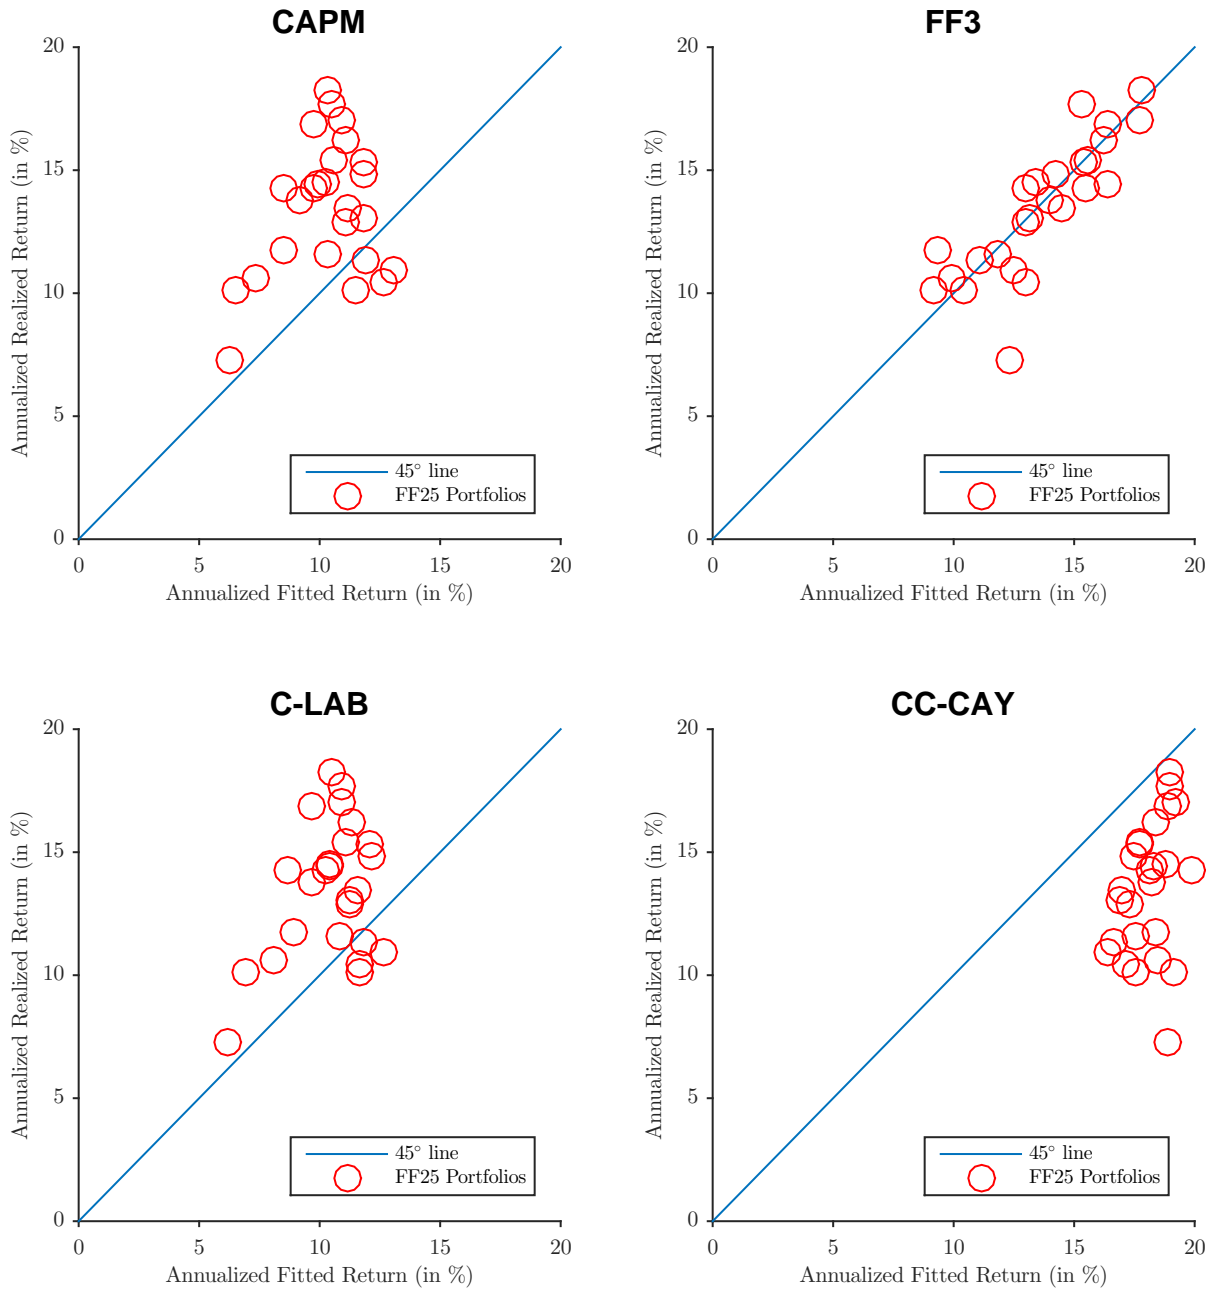 CAPM
20
15
10
5
0
0 5 10 15 20
Annualized Realized Return (in %)
Annualized Fitted Return (in %)
45° line
FF25 Portfolios
FF3
20
15
10
5
0
0 5 10 15 20
Annualized Realized Return (in %)
Annualized Fitted Return (in %)
45° line
FF25 Portfolios
C-LAB
20
15
10
5
0
0 5 10 15 20
Annualized Realized Return (in %)
Annualized Fitted Return (in %)
45° line
FF25 Portfolios
CC-CAY
20
15
10
5
0
0 5 10 15 20
Annualized Realized Return (in %)
Annualized Fitted Return (in %)
45° line
FF25 Portfolios